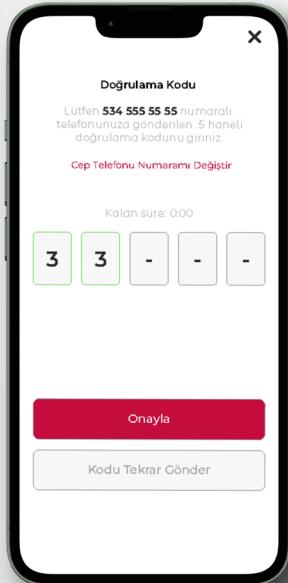 Doğrulama Kodu
Lütfen 534 555 55 55 numaralı
telefonunuza gönderilen 5 haneli
doğrulama kodunu giriniz.
Cep Telefonu Numaramı Değiştir
Kalan süre: 0:00
3 3 - - -
Onayla
Kodu Tekrar Gönder